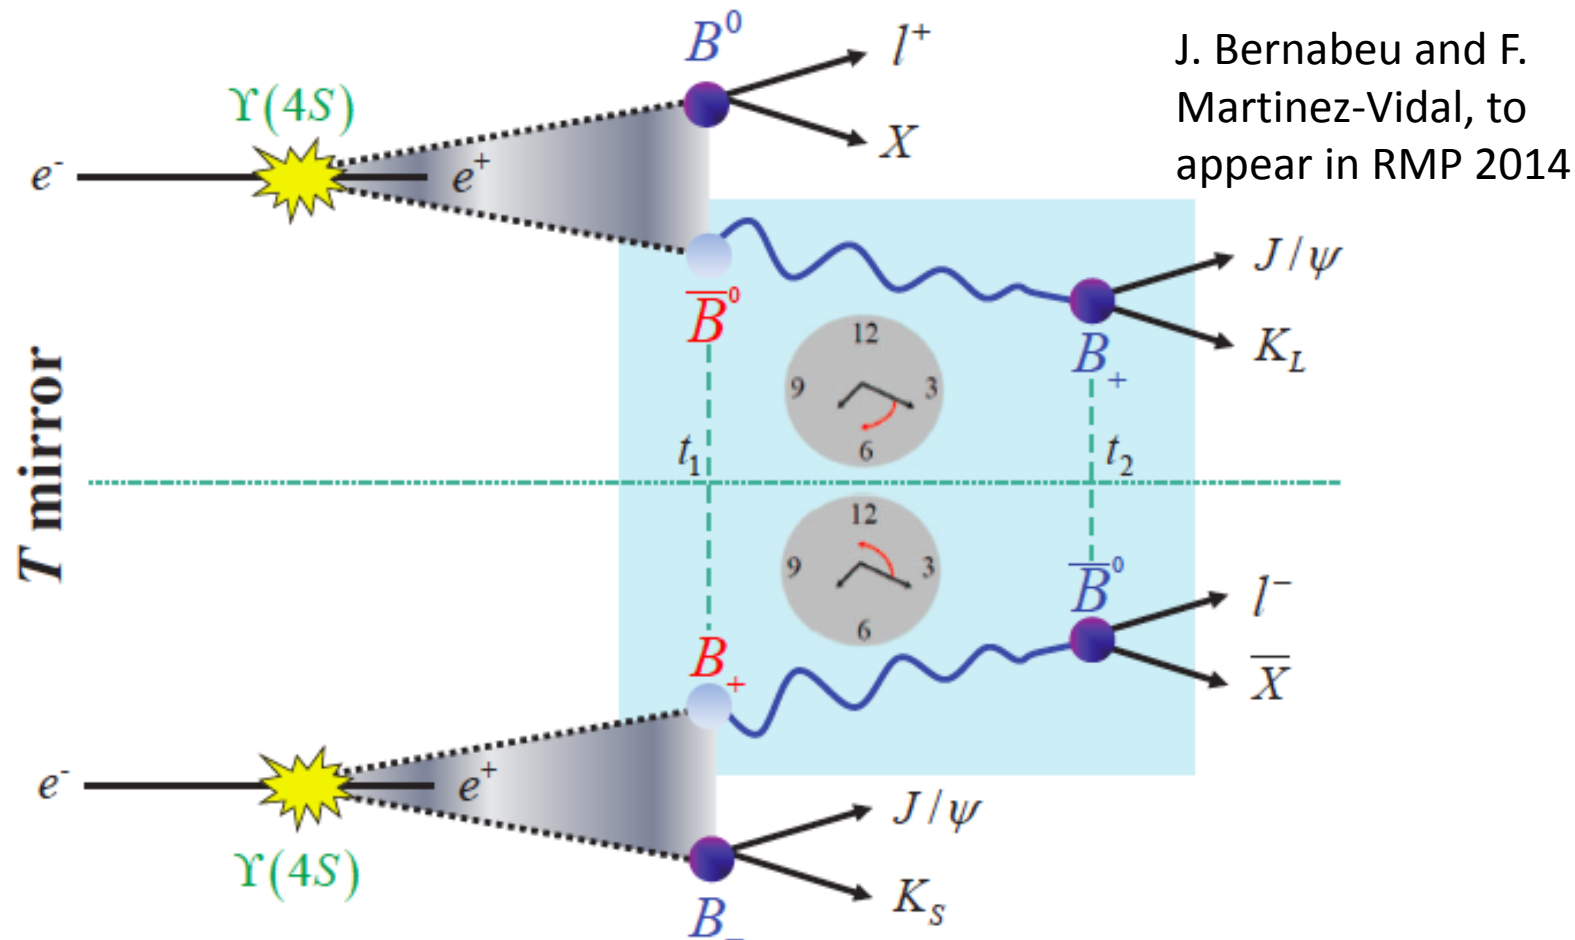 B⁰
l⁺
J. Bernabeu and F.
Martinez-Vidal, to
appear in RMP 2014
ϒ(4S)
X
e⁻
e⁺
B̅⁰
J/ψ
K_L
B₊
12
9
3
6
t₁
t₂
T mirror
12
9
3
6
B̅⁰
l⁻
X̅
B₊
e⁻
e⁺
J/ψ
ϒ(4S)
K_S
B₋